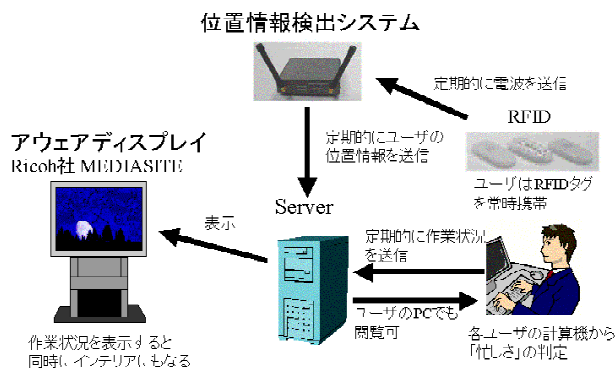 位置情報検出システム
定期的に電波を送信
RFID
定期的にユーザの
位置情報を送信
ユーザはRFIDタグ
を常時携帯
アウェアディスプレイ
Ricoh社 MEDIASITE
表示
Server
定期的に作業状況
を送信
ユーザのPCでも
閲覧可
作業状況を表示すると
同時に、インテリアにもなる
各ユーザの計算機から
「忙しさ」の判定